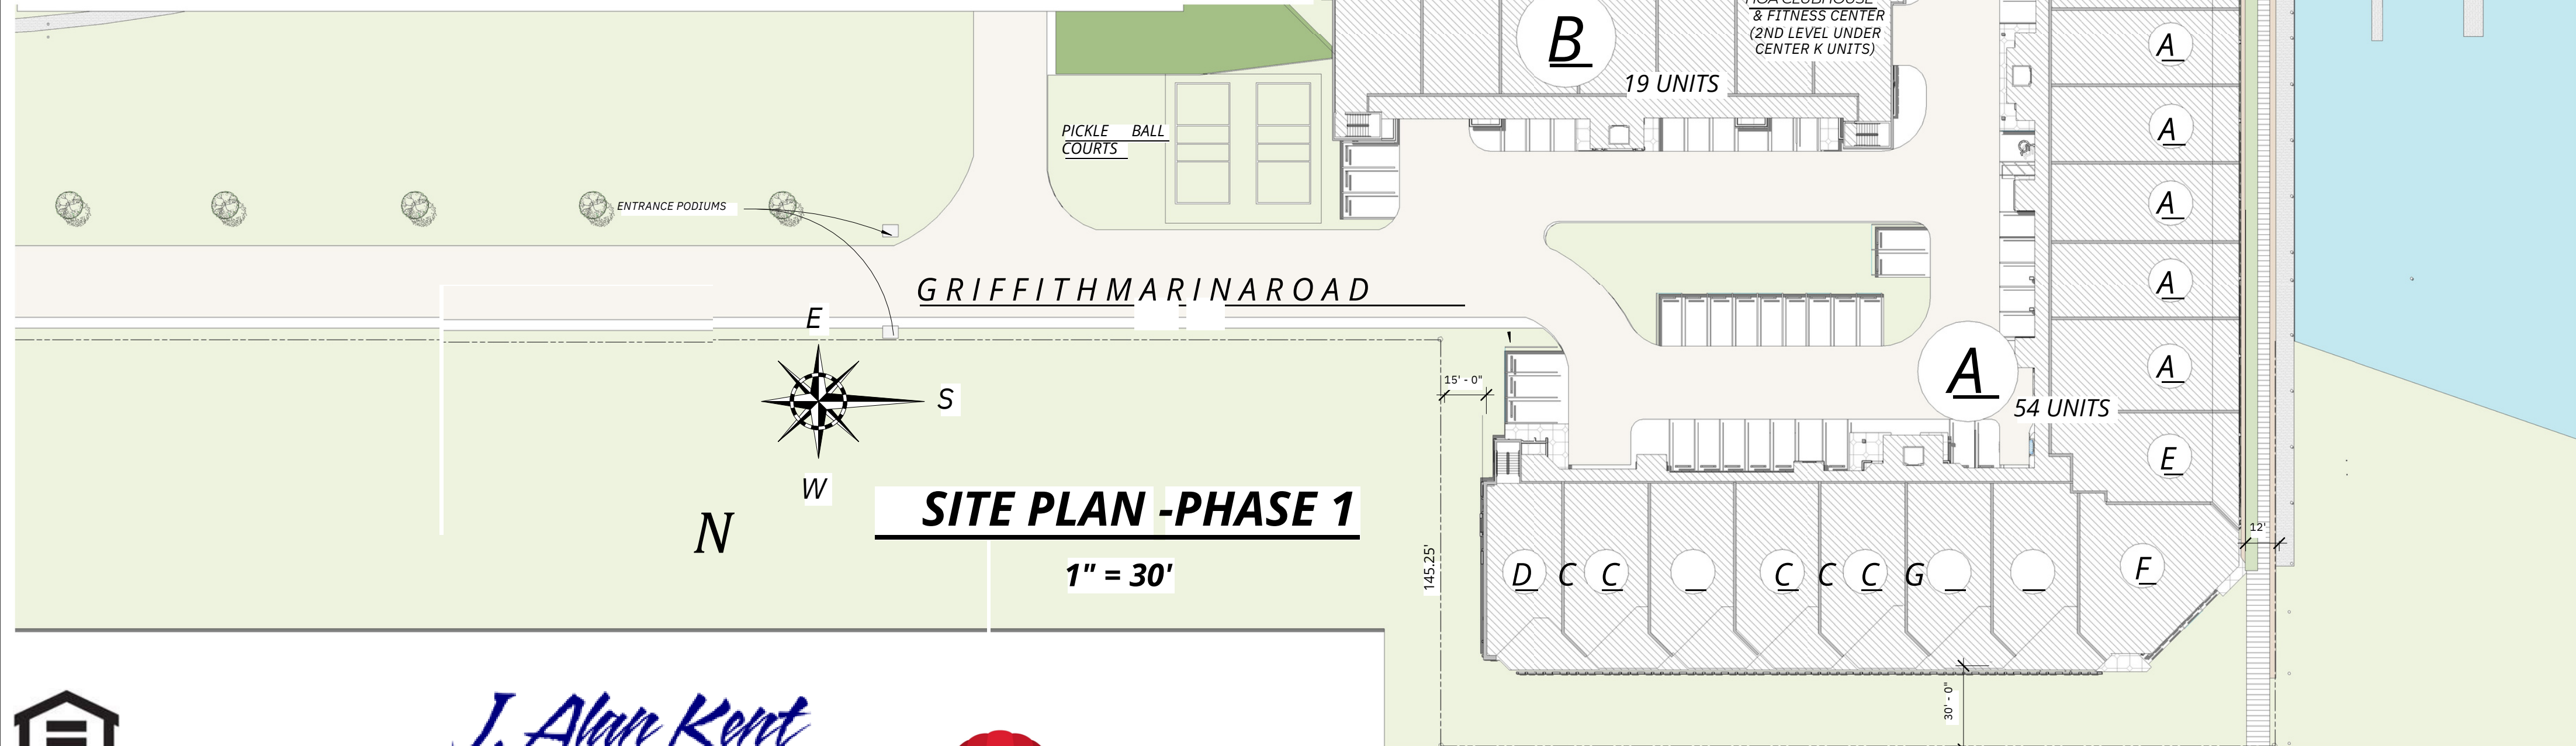 HOA CLUBHOUSE
& FITNESS CENTER
(2ND LEVEL UNDER
CENTER K UNITS)
B
19 UNITS
A
A
A
A
A
E
PICKLE BALL
COURTS
ENTRANCE PODIUMS
GRIFFITHMARINAROAD
E
S
W
N
15' - 0"
A
54 UNITS
SITE PLAN -PHASE 1
1" = 30'
145.25'
D C C C C C G
F
12'
30' - 0"
J. Alan Kent